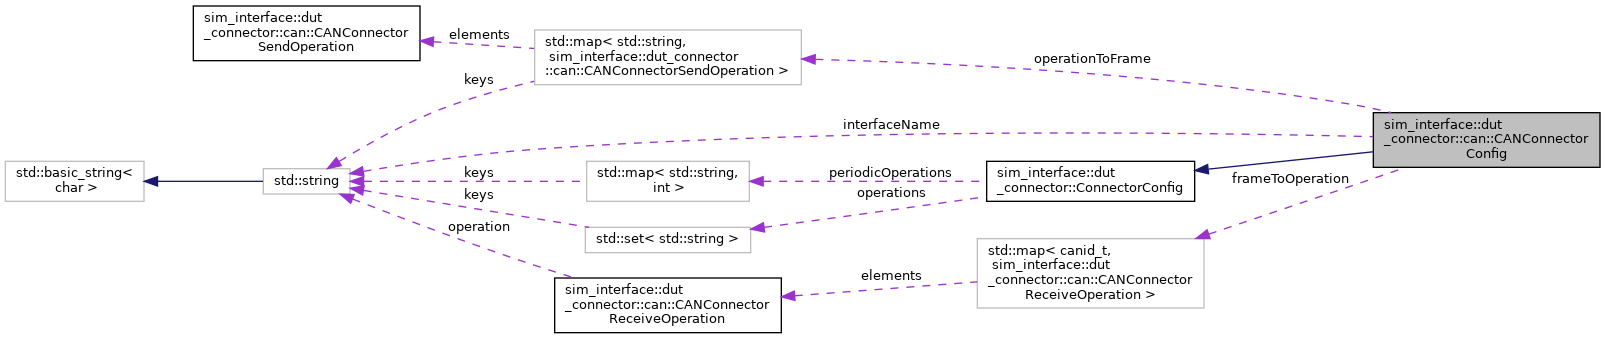 sim_interface::dut
_connector::can::CANConnector
SendOperation
elements
std::map< std::string,
sim_interface::dut_connector
::can::CANConnectorSendOperation >
operationToFrame
keys
interfaceName
sim_interface::dut
_connector::can::CANConnector
Config
std::basic_string<
char >
std::string
keys
std::map< std::string,
int >
periodicOperations
sim_interface::dut
_connector::ConnectorConfig
frameToOperation
keys
operations
std::set< std::string >
operation
std::map< canid_t,
sim_interface::dut
_connector::can::CANConnector
ReceiveOperation >
elements
sim_interface::dut
_connector::can::CANConnector
ReceiveOperation